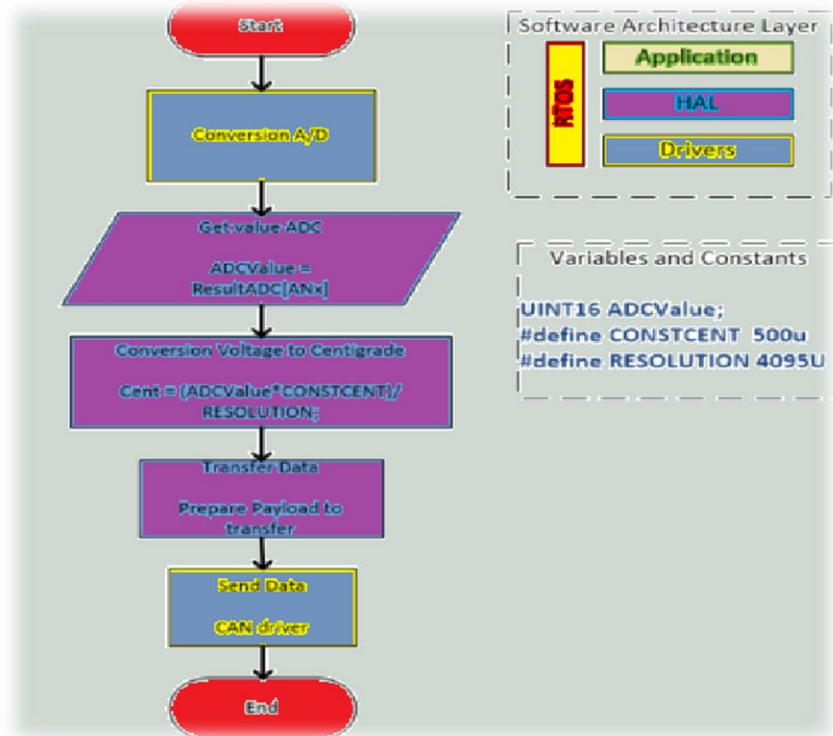 Start
Conversion A/D
Get value ADC
ADCValue =
ResultADC[ANx]
Conversion Voltage to Centigrade
Cent = (ADCValue*CONSTCENT)/
RESOLUTION;
Transfer Data
Prepare Payload to
transfer
Send Data
CAN driver
End
Software Architecture Layer
RTOS
Application
HAL
Drivers
Variables and Constants
UINT16 ADCValue;
#define CONSTCENT 500u
#define RESOLUTION 4095U